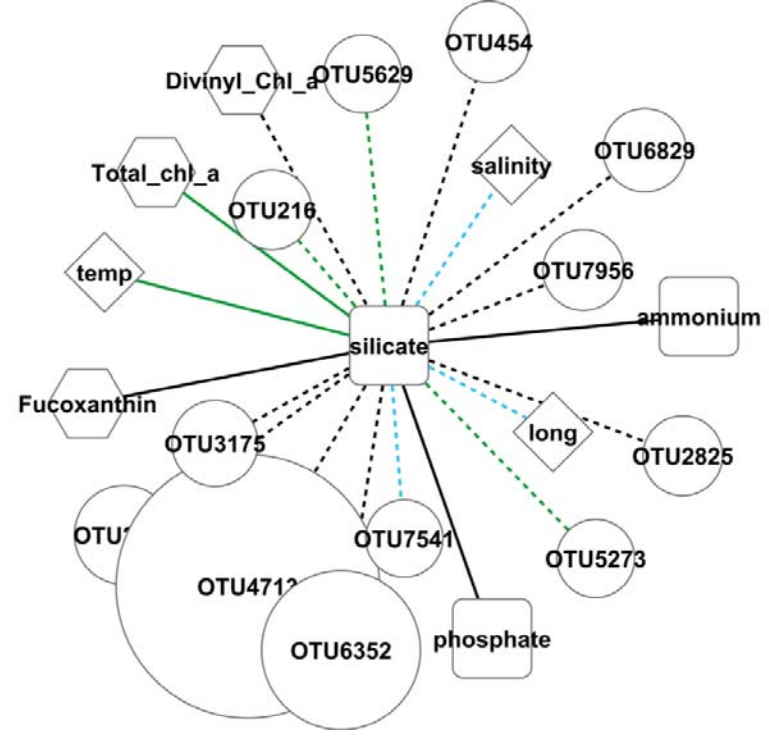 OTU454
Divinyl_Chl_a
OTU5629
salinity
OTU6829
Total_chl_a
OTU216
temp
OTU7956
ammonium
silicate
Fucoxanthin
long
OTU3175
OTU2825
OTU7541
OTU5273
OTU4712
OTU6352
phosphate